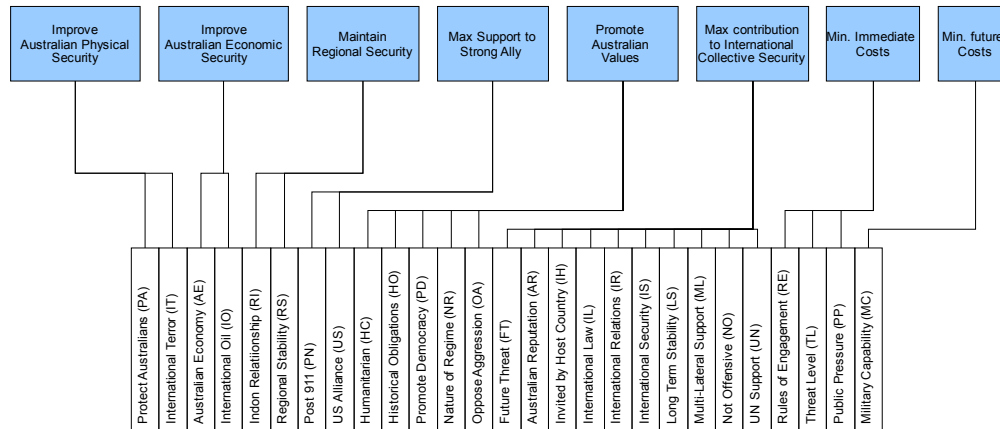 Improve
Australian Physical
Security
Improve
Australian Economic
Security
Maintain
Regional Security
Max Support to
Strong Ally
Promote
Australian
Values
Max contribution
to International
Collective Security
Min. Immediate
Costs
Min. future
Costs
Protect Australians (PA)
International Terror (IT)
Australian Economy (AE)
International Oil (IO)
Indon Relatiionship (RI)
Regional Stability (RS)
Post 911 (PN)
US Alliance (US)
Humanitarian (HC)
Historical Obligations (HO)
Promote Democracy (PD)
Nature of Regime (NR)
Oppose Aggression (OA)
Future Threat (FT)
Australian Reputation (AR)
Invited by Host Country (IH)
International Law (IL)
International Relations (IR)
International Security (IS)
Long Term Stability (LS)
Multi-Lateral Support (ML)
Not Offensive (NO)
UN Support (UN)
Rules of Engagement (RE)
Threat Level (TL)
Public Pressure (PP)
Military Capability (MC)